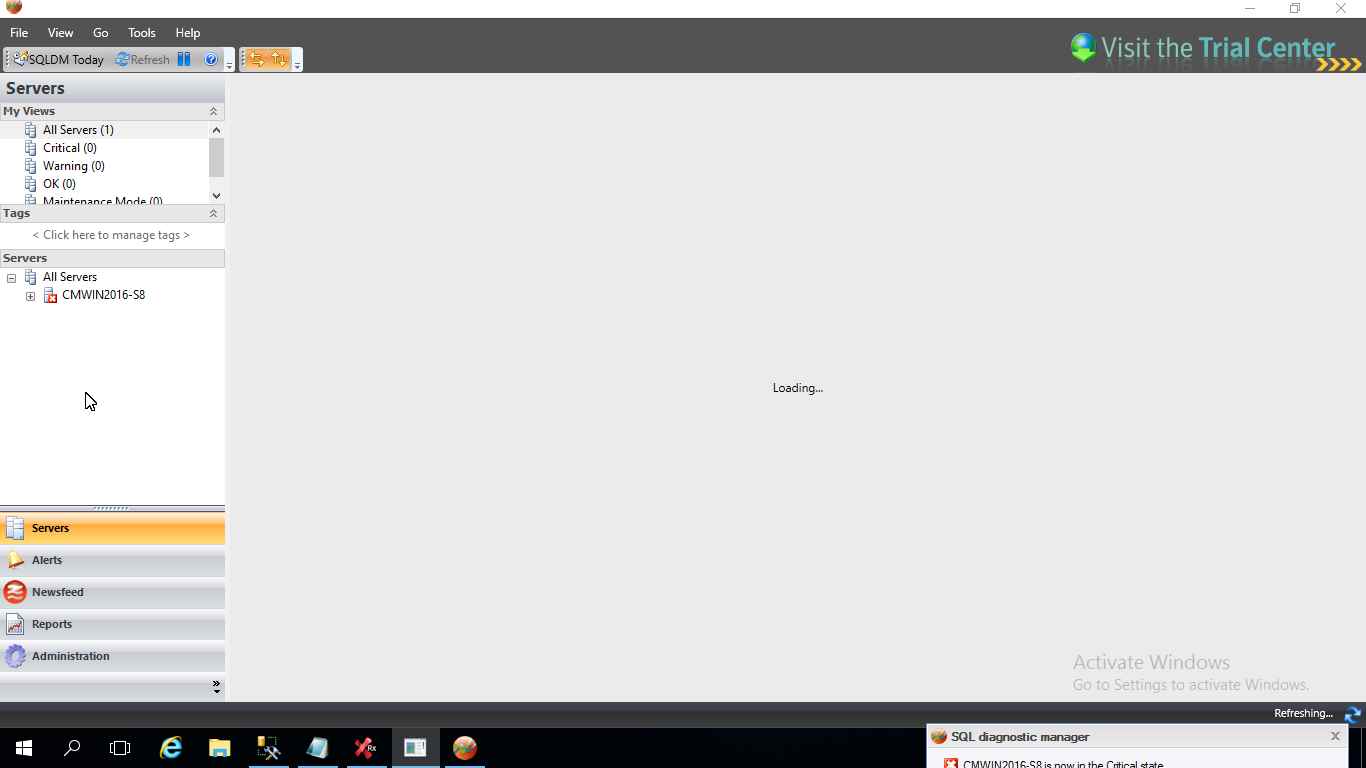 File View Go Tools Help
SQLDM Today Refresh
Visit the Trial Center
Servers
My Views
All Servers (1)
Critical (0)
Warning (0)
OK (0)
Maintenance Mode (0)
Tags
< Click here to manage tags >
Servers
All Servers
CMWIN2016-S8
Loading...
Servers
Alerts
Newsfeed
Reports
Administration
Activate Windows
Go to Settings to activate Windows.
Refreshing...
SQL diagnostic manager
CMWIN2016-S8 is now in the Critical state
Rx